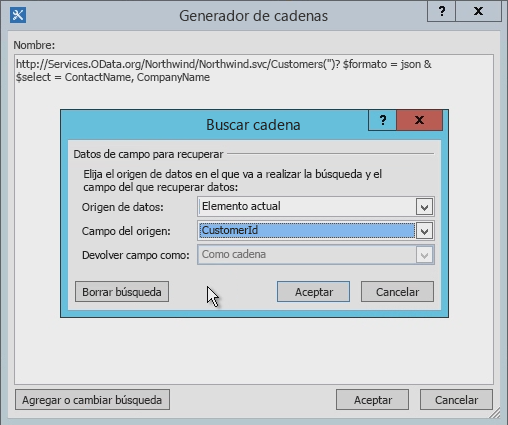 Generador de cadenas
? X
Nombre:
http://Services.OData.org/Northwind/Northwind.svc/Customers('')? $formato = json &
$select = ContactName, CompanyName
Buscar cadena
? X
Datos de campo para recuperar
Elija el origen de datos en el que va a realizar la búsqueda y el
campo del que recuperar datos:
Origen de datos: Elemento actual
Campo del origen: CustomerId
Devolver campo como: Como cadena
Borrar búsqueda Aceptar Cancelar
Agregar o cambiar búsqueda Aceptar Cancelar